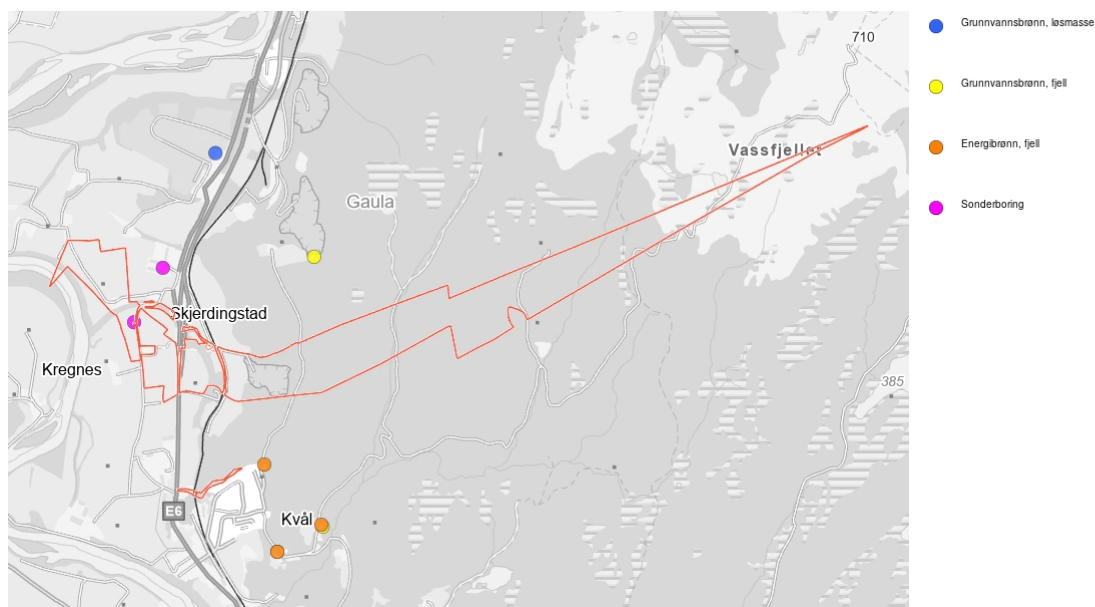 710
Vassfjellet
Gaula
Skjerdingstad
Kregnes
385
E6
Kvål
Grunnvannsbrønn, løsmasse
Grunnvannsbrønn, fjell
Energibrønn, fjell
Sonderboring